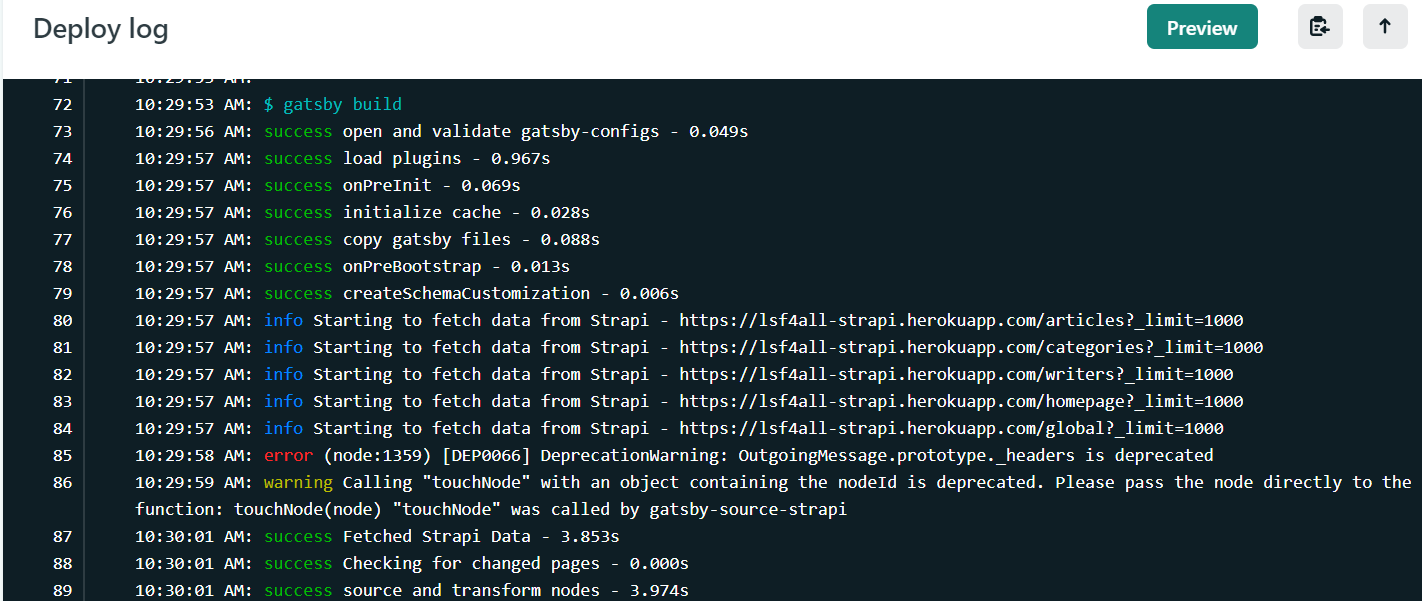 Deploy log
Preview
71 10:29:53 AM:
72 10:29:53 AM: $ gatsby build
73 10:29:56 AM: success open and validate gatsby-configs - 0.049s
74 10:29:57 AM: success load plugins - 0.967s
75 10:29:57 AM: success onPreInit - 0.069s
76 10:29:57 AM: success initialize cache - 0.028s
77 10:29:57 AM: success copy gatsby files - 0.088s
78 10:29:57 AM: success onPreBootstrap - 0.013s
79 10:29:57 AM: success createSchemaCustomization - 0.006s
80 10:29:57 AM: info Starting to fetch data from Strapi - https://lsf4all-strapi.herokuapp.com/articles?_limit=1000
81 10:29:57 AM: info Starting to fetch data from Strapi - https://lsf4all-strapi.herokuapp.com/categories?_limit=1000
82 10:29:57 AM: info Starting to fetch data from Strapi - https://lsf4all-strapi.herokuapp.com/writers?_limit=1000
83 10:29:57 AM: info Starting to fetch data from Strapi - https://lsf4all-strapi.herokuapp.com/homepage?_limit=1000
84 10:29:57 AM: info Starting to fetch data from Strapi - https://lsf4all-strapi.herokuapp.com/global?_limit=1000
85 10:29:58 AM: error (node:1359) [DEP0066] DeprecationWarning: OutgoingMessage.prototype._headers is deprecated
86 10:29:59 AM: warning Calling "touchNode" with an object containing the nodeId is deprecated. Please pass the node directly to the
function: touchNode(node) "touchNode" was called by gatsby-source-strapi
87 10:30:01 AM: success Fetched Strapi Data - 3.853s
88 10:30:01 AM: success Checking for changed pages - 0.000s
89 10:30:01 AM: success source and transform nodes - 3.974s